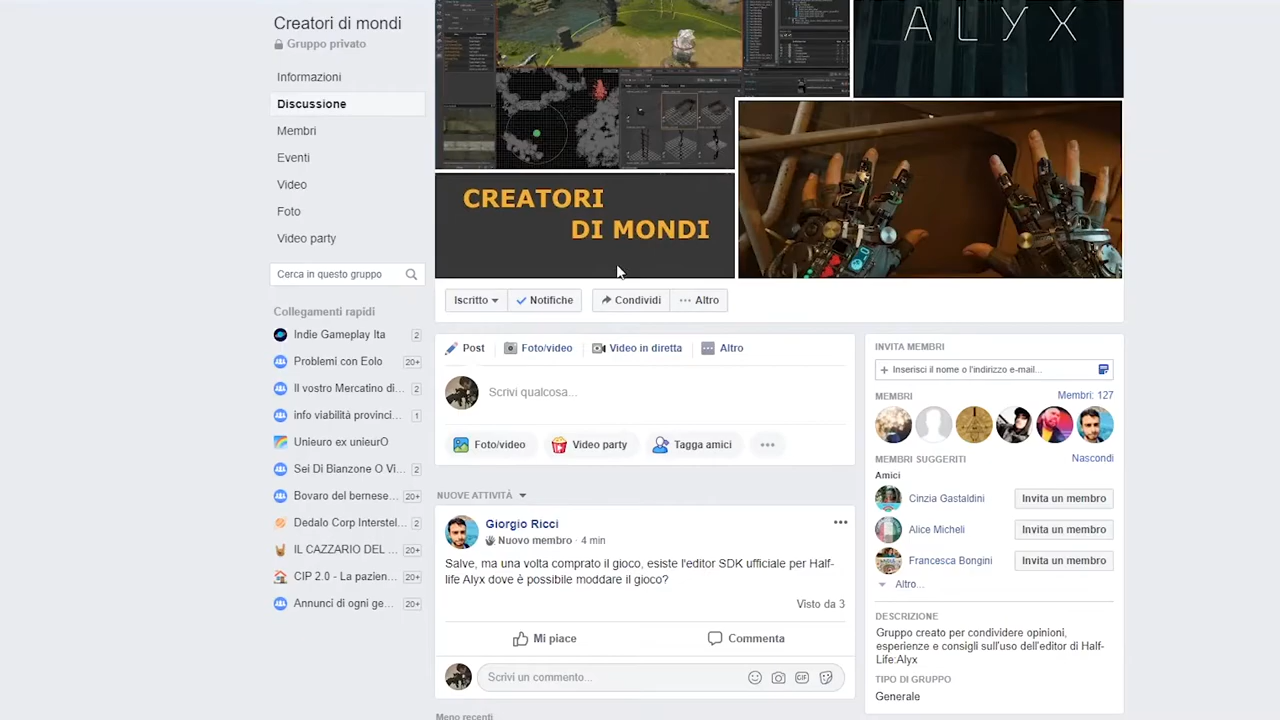 Creatori di mondi
Gruppo privato
Informazioni
Discussione
Membri
Eventi
Video
Foto
Video party
Cerca in questo gruppo
Collegamenti rapidi
Indie Gameplay Ita 2
Problemi con Eolo 20+
Il vostro Mercatino di... 2
info viabilità provinci... 1
Unieuro ex unieurO
Sei Di Bianzone O Vi... 2
Bovaro del bernese... 20+
Dedalo Corp Interstel... 2
IL CAZZARIO DEL ... 20+
CIP 2.0 - La pazien... 20+
Annunci di ogni ge... 20+
ALYX
CREATORI
DI MONDI
Iscritto Notifiche Condividi ••• Altro
Post Foto/video Video in diretta Altro
Scrivi qualcosa...
Foto/video Video party Tagga amici
NUOVE ATTIVITÀ
Giorgio Ricci
Nuovo membro · 4 min
Salve, ma una volta comprato il gioco, esiste l'editor SDK ufficiale per Half-
life Alyx dove è possibile moddare il gioco?
Visto da 3
Mi piace Commenta
Scrivi un commento... GIF
Meno recenti
INVITA MEMBRI
+ Inserisci il nome o l'indirizzo e-mail...
MEMBRI Membri: 127
MEMBRI SUGGERITI Nascondi
Amici
Cinzia Gastaldini Invita un membro
Alice Micheli Invita un membro
Francesca Bongini Invita un membro
Altro...
DESCRIZIONE
Gruppo creato per condividere opinioni,
esperienze e consigli sull'uso dell'editor di Half-
Life:Alyx
TIPO DI GRUPPO
Generale